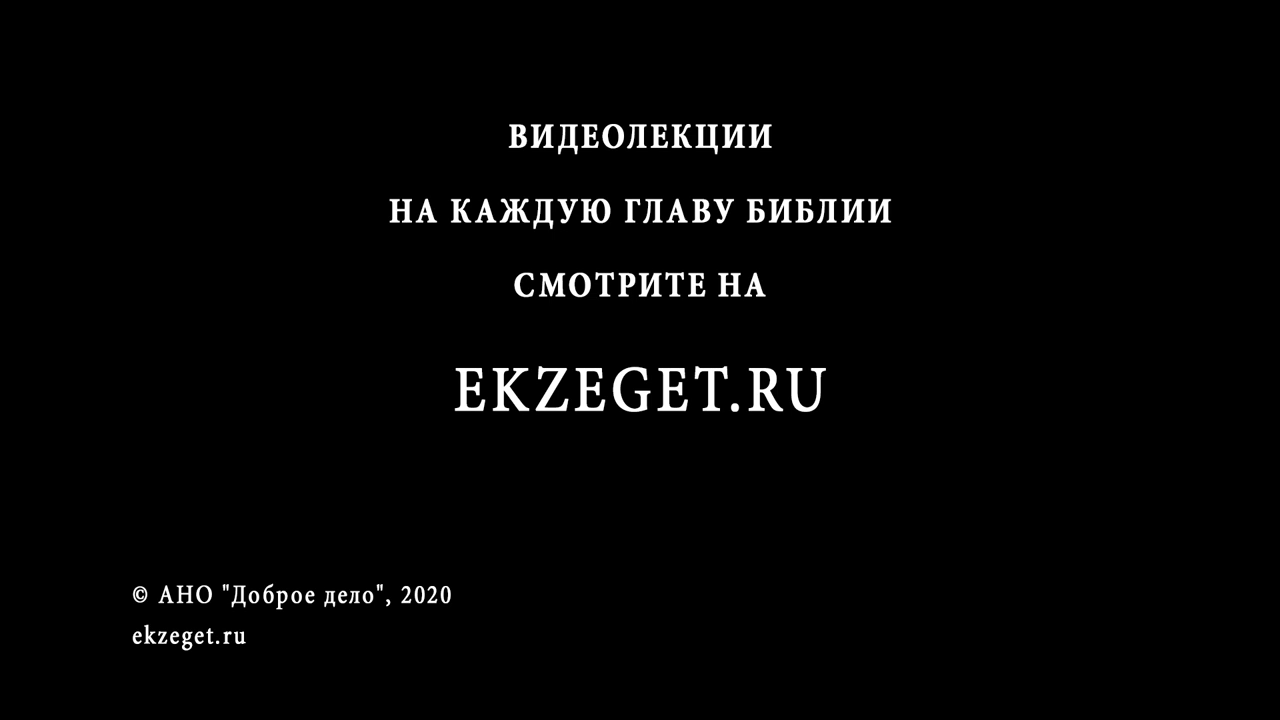 ВИДЕОЛЕКЦИИ
НА КАЖДУЮ ГЛАВУ БИБЛИИ
СМОТРИТЕ НА
EKZEGET.RU
© АНО "Доброе дело", 2020
ekzeget.ru